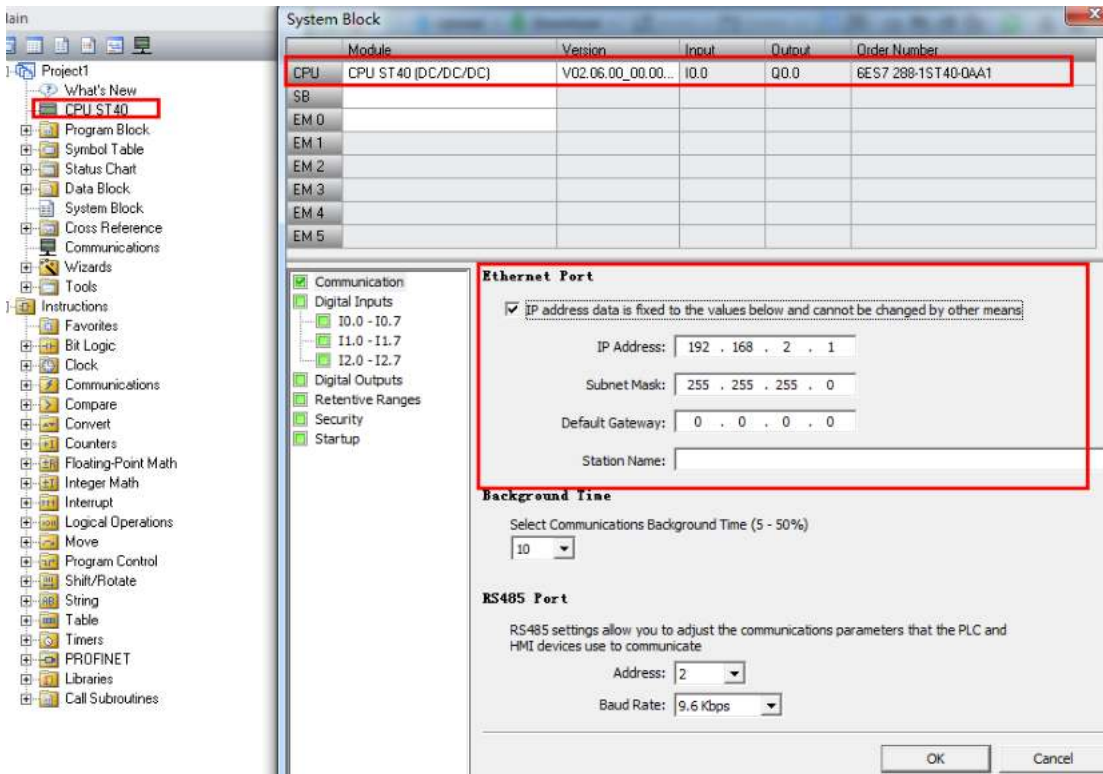 System Block
Project1
What's New
CPU ST40
Program Block
Symbol Table
Status Chart
Data Block
System Block
Cross Reference
Communications
Wizards
Tools
Instructions
Favorites
Bit Logic
Clock
Communications
Compare
Convert
Counters
Floating-Point Math
Integer Math
Interrupt
Logical Operations
Move
Program Control
Shift/Rotate
String
Table
Timers
PROFINET
Libraries
Call Subroutines
Module Version Input Output Order Number
CPU CPU ST40 (DC/DC/DC) V02.06.00_00.00... I0.0 Q0.0 6ES7 288-1ST40-0AA1
SB
EM 0
EM 1
EM 2
EM 3
EM 4
EM 5
Communication
Digital Inputs
I0.0 - I0.7
I1.0 - I1.7
I2.0 - I2.7
Digital Outputs
Retentive Ranges
Security
Startup
Ethernet Port
IP address data is fixed to the values below and cannot be changed by other means
IP Address: 192 . 168 . 2 . 1
Subnet Mask: 255 . 255 . 255 . 0
Default Gateway: 0 . 0 . 0 . 0
Station Name:
Background Time
Select Communications Background Time (5 - 50%)
10
RS485 Port
RS485 settings allow you to adjust the communications parameters that the PLC and
HMI devices use to communicate
Address: 2
Baud Rate: 9.6 Kbps
OK Cancel